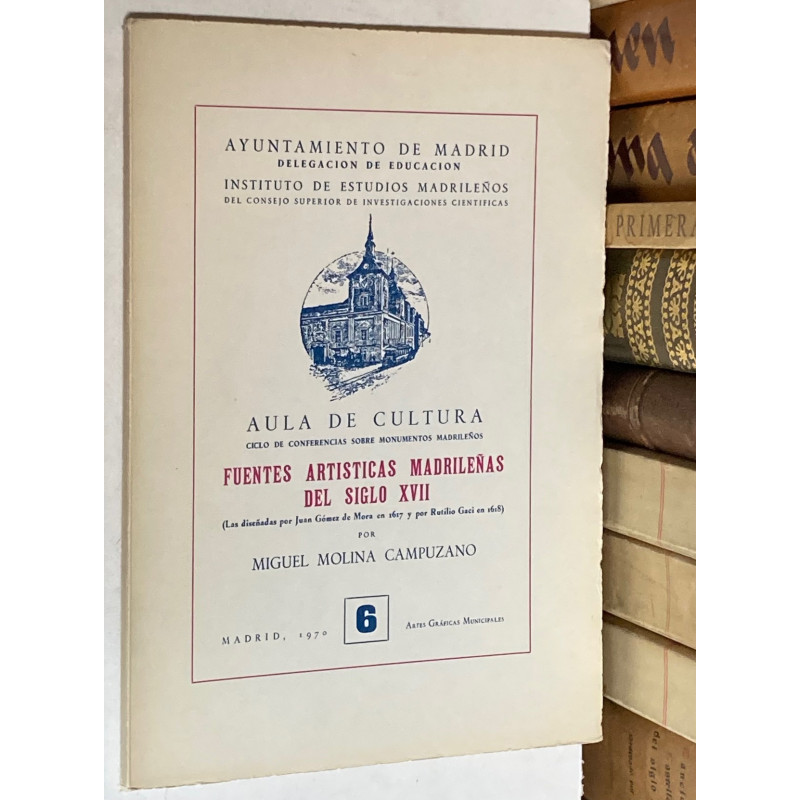 AYUNTAMIENTO DE MADRID
DELEGACION DE EDUCACION
INSTITUTO DE ESTUDIOS MADRILEÑOS
DEL CONSEJO SUPERIOR DE INVESTIGACIONES CIENTIFICAS
AULA DE CULTURA
CICLO DE CONFERENCIAS SOBRE MONUMENTOS MADRILEÑOS
FUENTES ARTISTICAS MADRILEÑAS
DEL SIGLO XVII
(Las diseñadas por Juan Gómez de Mora en 1617 y por Rutilio Gaci en 1618)
POR
MIGUEL MOLINA CAMPUZANO
MADRID, 1970
6
ARTES GRÁFICAS MUNICIPALES
PRIMERA
del siglo